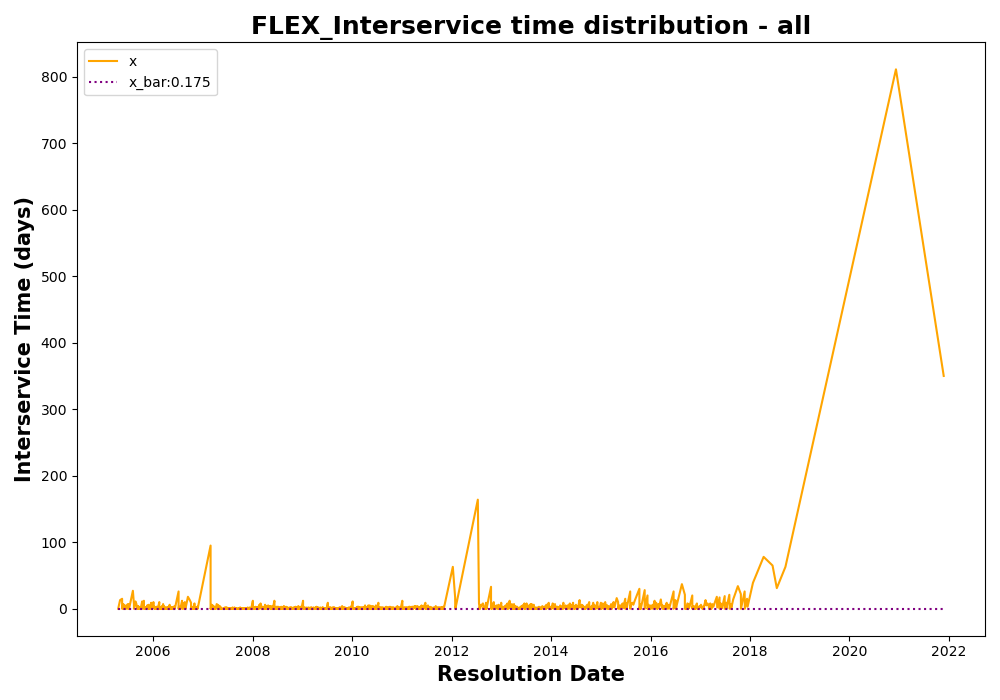 FLEX_Interservice time distribution - all
x
x_bar:0.175
Interservice Time (days)
800
700
600
500
400
300
200
100
0
2006 2008 2010 2012 2014 2016 2018 2020 2022
Resolution Date